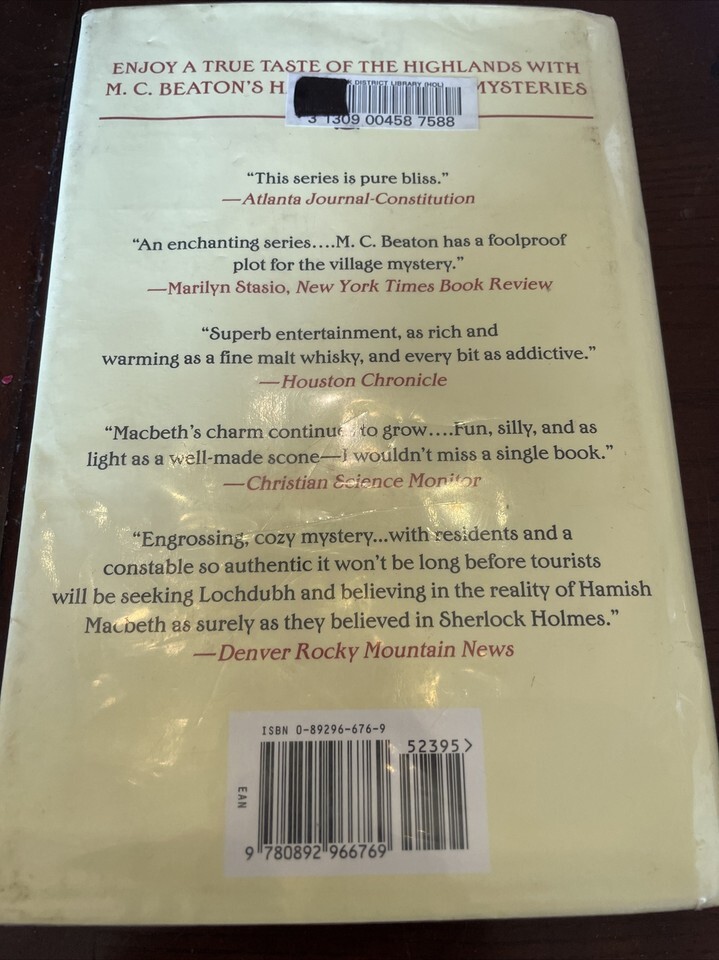 ENJOY A TRUE TASTE OF THE HIGHLANDS WITH
M. C. BEATON'S H MYSTERIES
DISTRICT LIBRARY (HOL)
3 1309 00458 7588
“This series is pure bliss.”
—Atlanta Journal-Constitution
“An enchanting series....M. C. Beaton has a foolproof
plot for the village mystery.”
—Marilyn Stasio, New York Times Book Review
“Superb entertainment, as rich and
warming as a fine malt whisky, and every bit as addictive.”
—Houston Chronicle
“Macbeth's charm continues to grow....Fun, silly, and as
light as a well-made scone—I wouldn't miss a single book.”
—Christian Science Monitor
“Engrossing, cozy mystery...with residents and a
constable so authentic it won't be long before tourists
will be seeking Lochdubh and believing in the reality of Hamish
Macbeth as surely as they believed in Sherlock Holmes.”
—Denver Rocky Mountain News
ISBN 0-89296-676-9
52395>
EAN
9 780892 966769